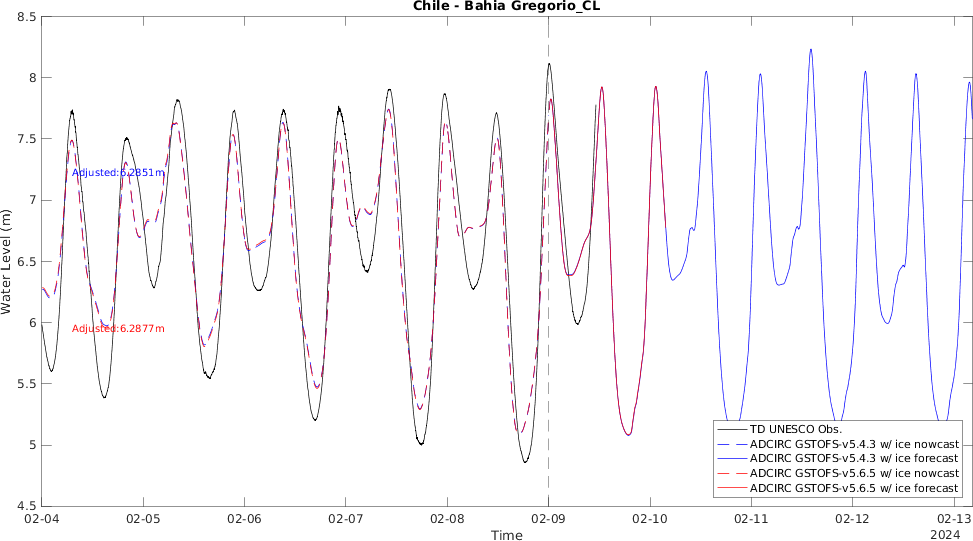 Chile - Bahia Gregorio_CL
8.5
8
7.5
7
6.5
6
5.5
5
4.5
Water Level (m)
Adjusted:6.2851m
Adjusted:6.2877m
TD UNESCO Obs.
ADCIRC GSTOFS-v5.4.3 w/ ice nowcast
ADCIRC GSTOFS-v5.4.3 w/ ice forecast
ADCIRC GSTOFS-v5.6.5 w/ ice nowcast
ADCIRC GSTOFS-v5.6.5 w/ ice forecast
02-04 02-05 02-06 02-07 02-08 02-09 02-10 02-11 02-12 02-13
Time
2024